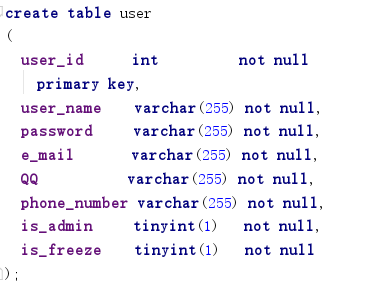 create table user
(
user_id int not null
primary key,
user_name varchar(255) not null,
password varchar(255) not null,
e_mail varchar(255) not null,
QQ varchar(255) not null,
phone_number varchar(255) not null,
is_admin tinyint(1) not null,
is_freeze tinyint(1) not null
);